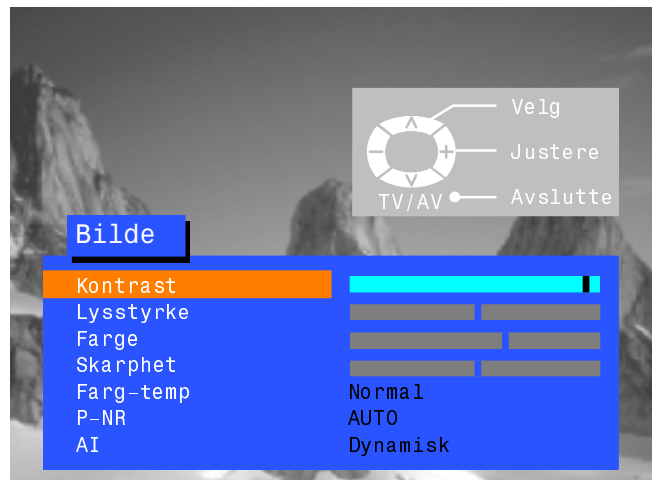 Velg
Justere
TV/AV Avslutte
Bilde
Kontrast
Lysstyrke
Farge
Skarphet
Farg-temp Normal
P-NR AUTO
AI Dynamisk